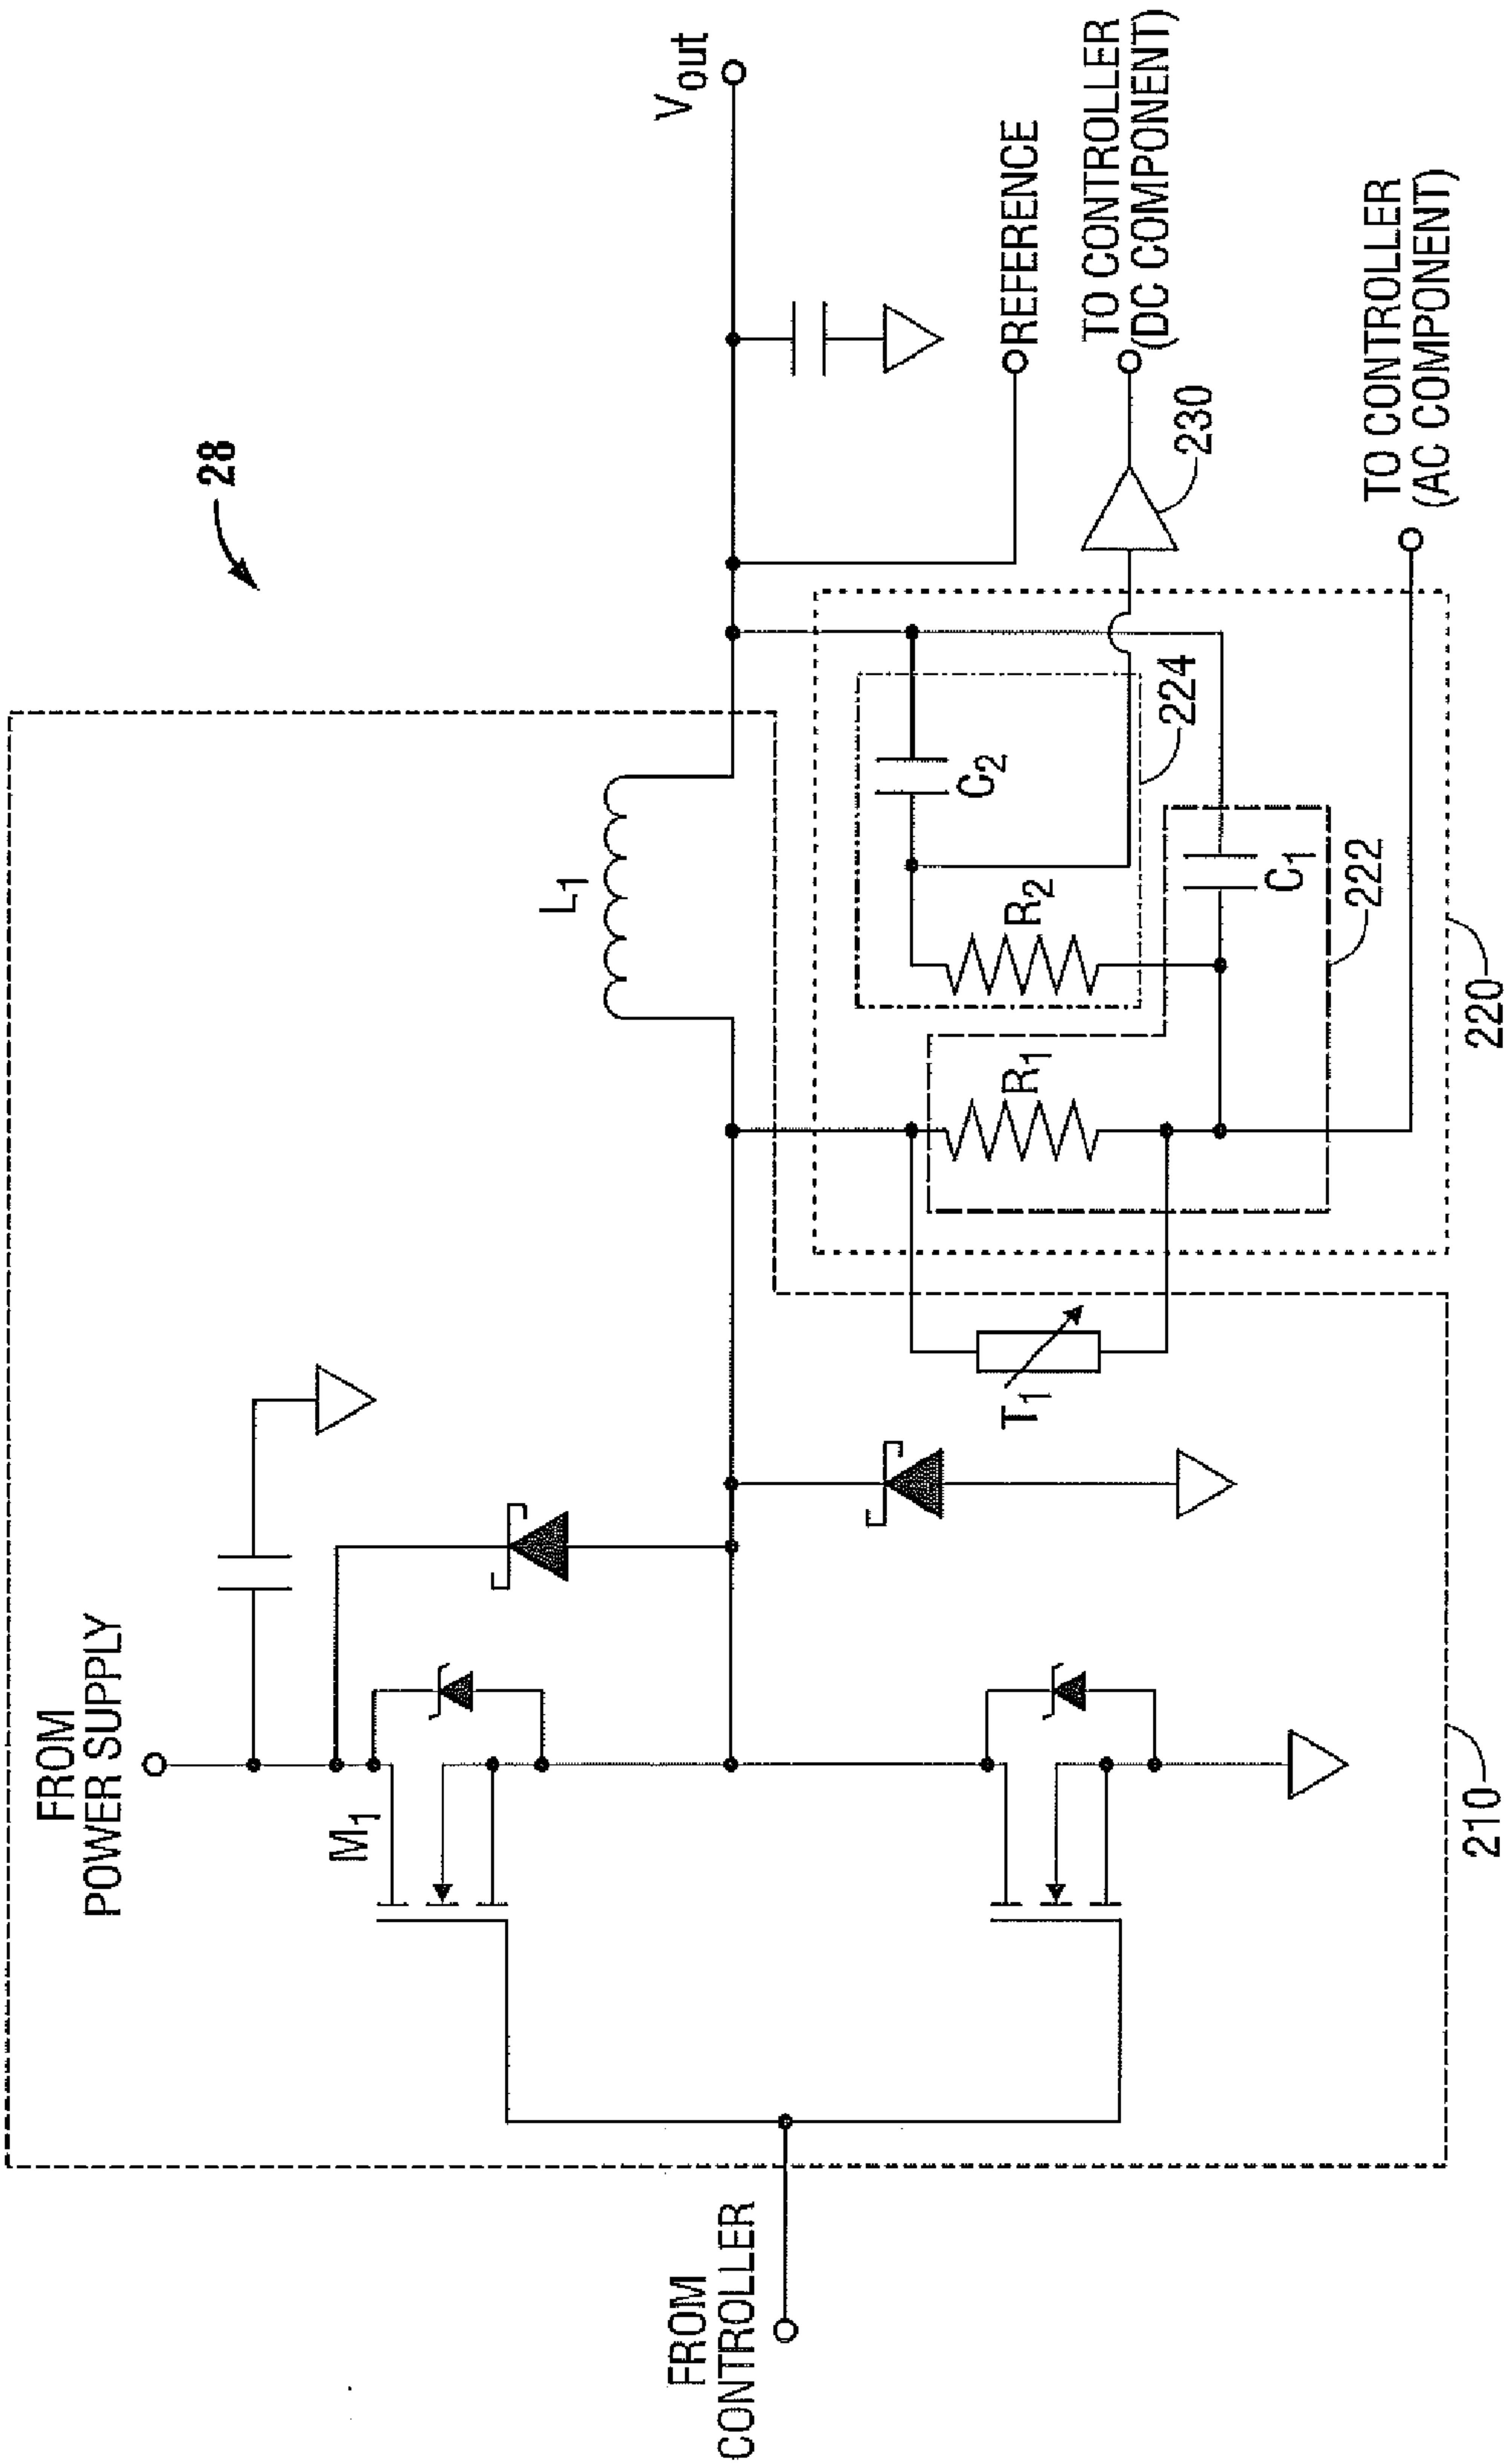 28
FROM
POWER SUPPLY
M1
L1
Vout
FROM
CONTROLLER
T1
R1
R2
C2
C1
224
222
220
210
230
REFERENCE
TO CONTROLLER
(DC COMPONENT)
TO CONTROLLER
(AC COMPONENT)